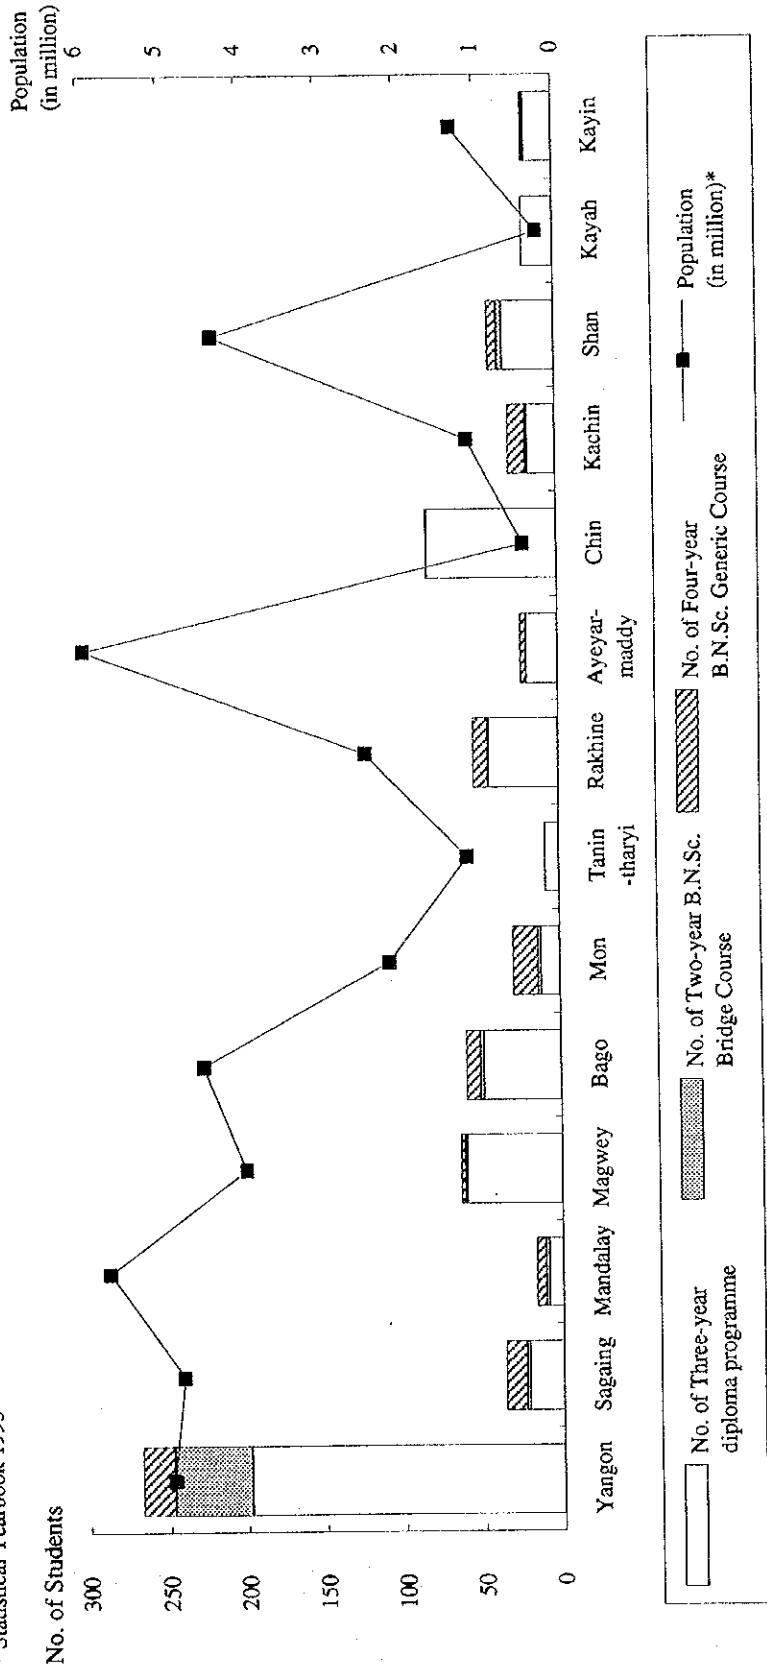 Statistical Yearbook 1995
No. of Students
Population
(in million)
300
250
200
150
100
50
0
6
5
4
3
2
1
0
Yangon
Sagaing
Mandalay
Magwey
Bago
Mon
Tanin
-tharyi
Rakhine
Ayeyar-
maddy
Chin
Kachin
Shan
Kayah
Kayin
No. of Three-year
diploma programme
No. of Two-year B.N.Sc.
Bridge Course
No. of Four-year
B.N.Sc. Generic Course
Population
(in million)*